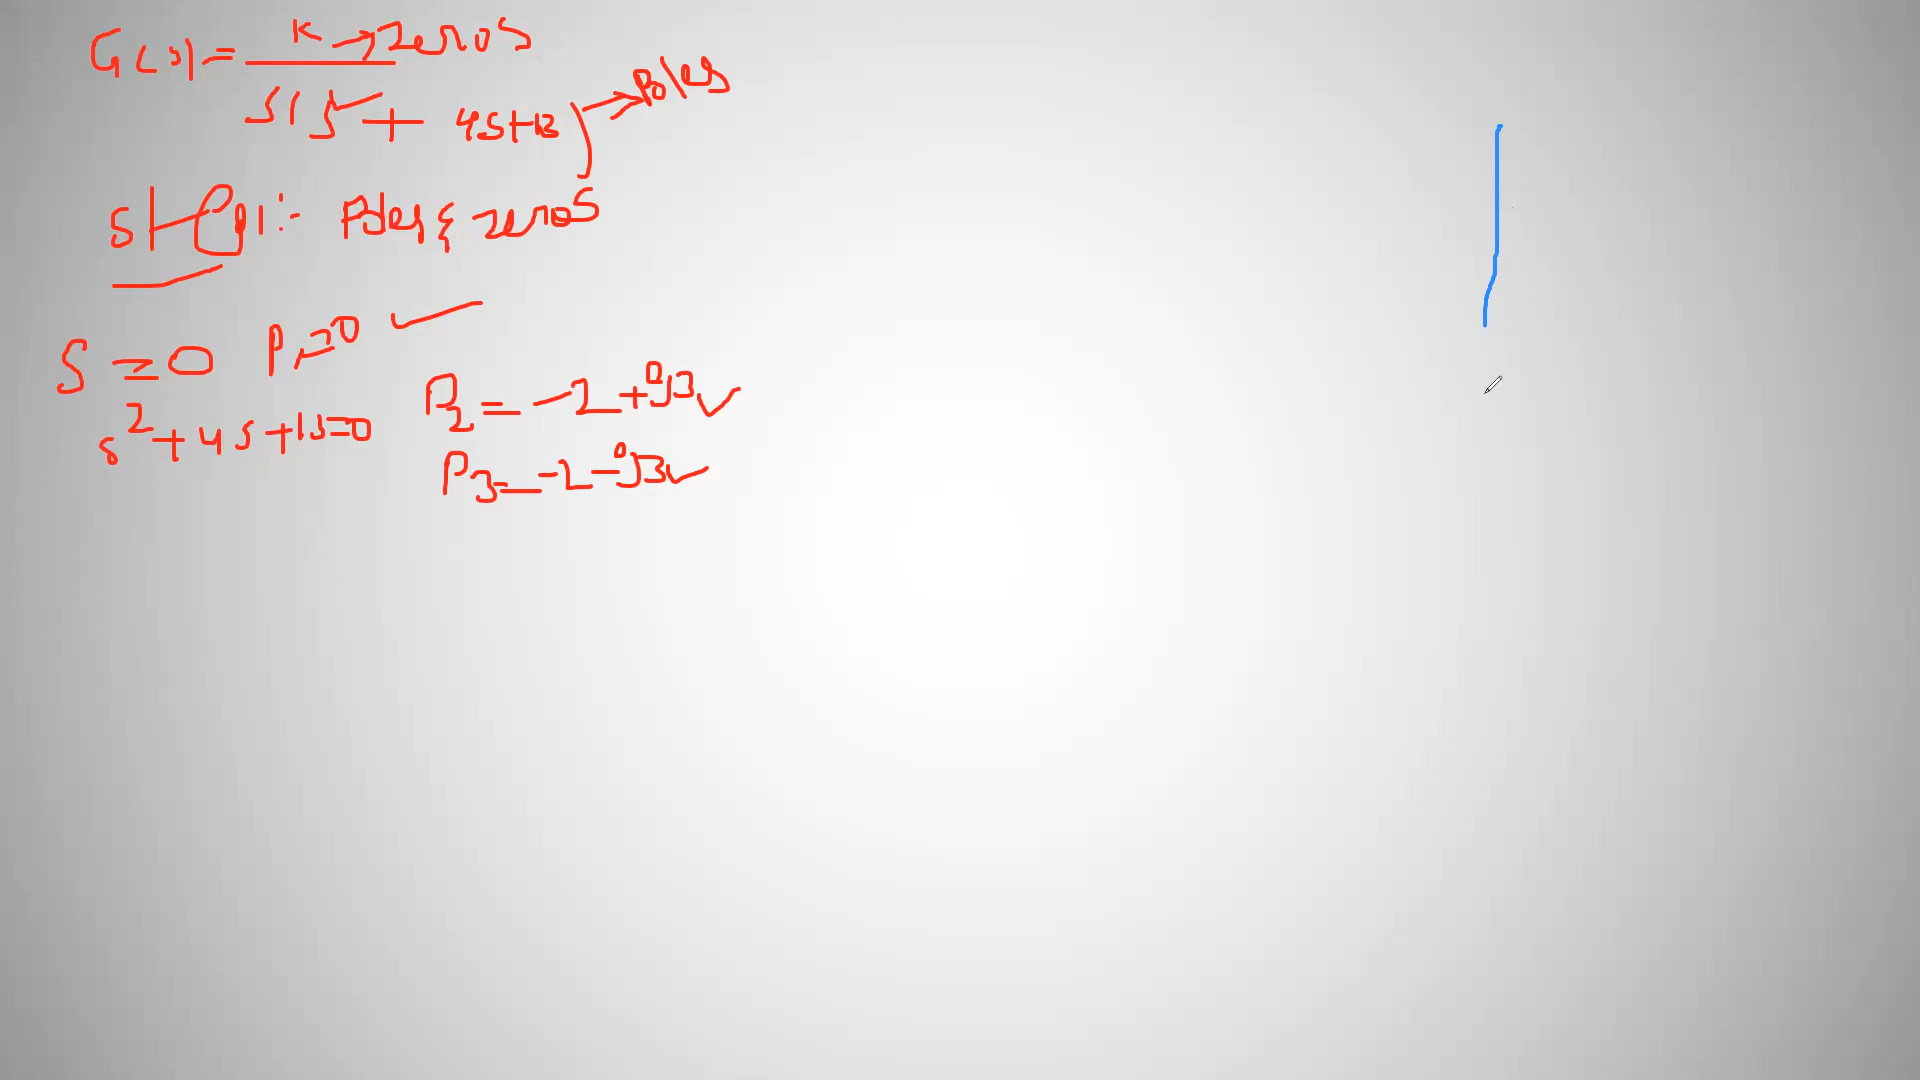 G(s) = K → zeros
s(s² + 4s+13) → Poles
Step 1:- Poles & zeros
S = 0 P₁=0
s²+4s+13=0 P₂ = -2+j3
P₃= -2-j3